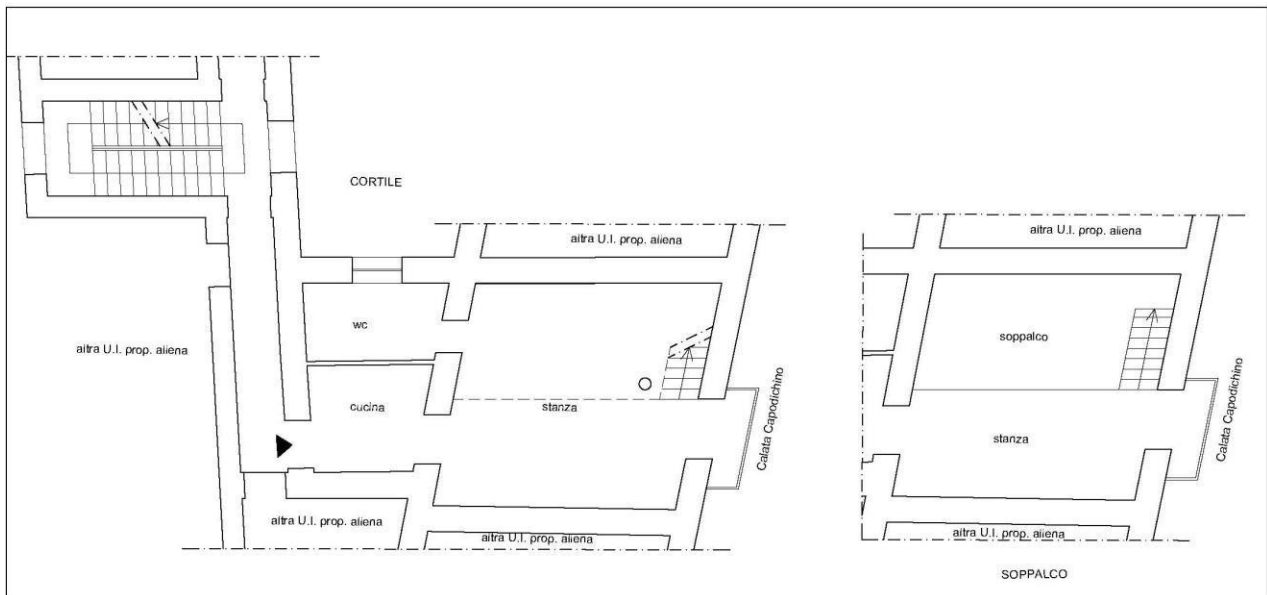 CORTILE
altra U.I. prop. aliena
wc
altra U.I. prop. aliena
cucina
stanza
Calata Capodichino
altra U.I. prop. aliena
altra U.I. prop. aliena
altra U.I. prop. aliena
soppalco
stanza
Calata Capodichino
altra U.I. prop. aliena
SOPPALCO